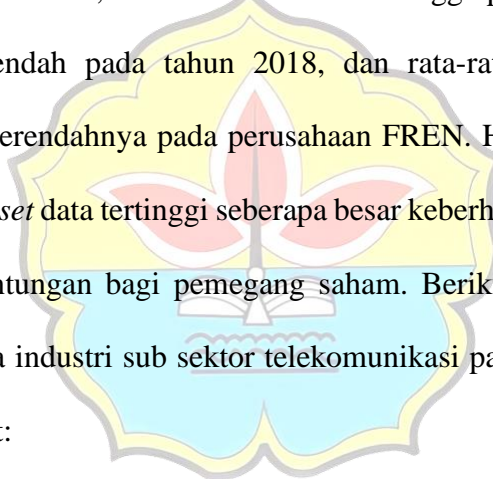 endah pada tahun 2018, dan rata-ra
erendahnya pada perusahaan FREN. H
set data tertinggi seberapa besar keberh
ntungan bagi pemegang saham. Berik
a industri sub sektor telekomunikasi pa
: